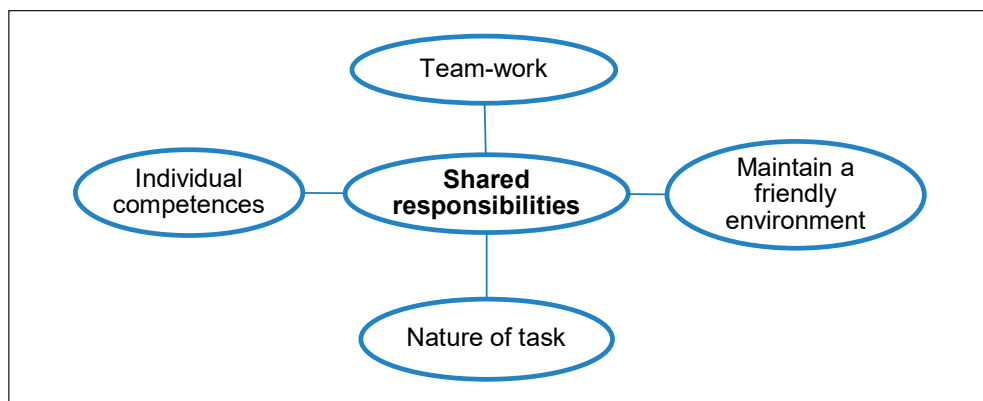 Team-work
Individual
competences
Shared
responsibilities
Maintain a
friendly
environment
Nature of task